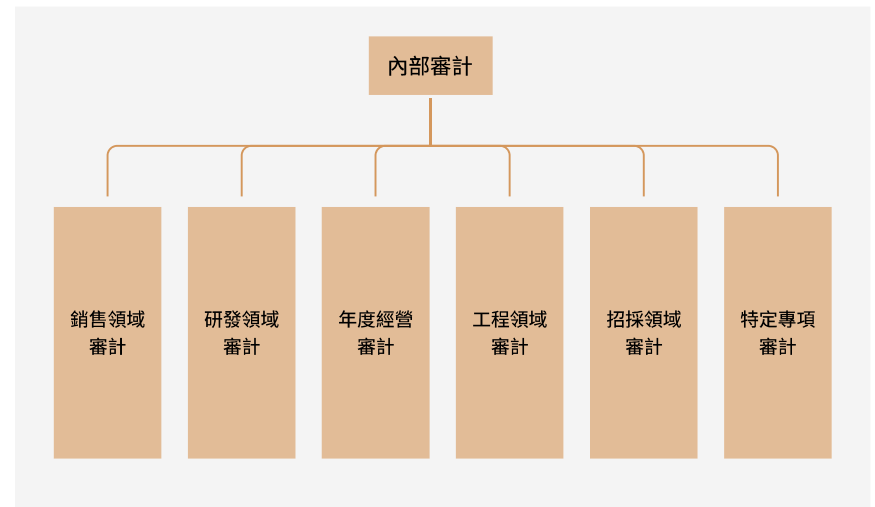 內部審計
銷售領域
審計
研發領域
審計
年度經營
審計
工程領域
審計
招採領域
審計
特定專項
審計